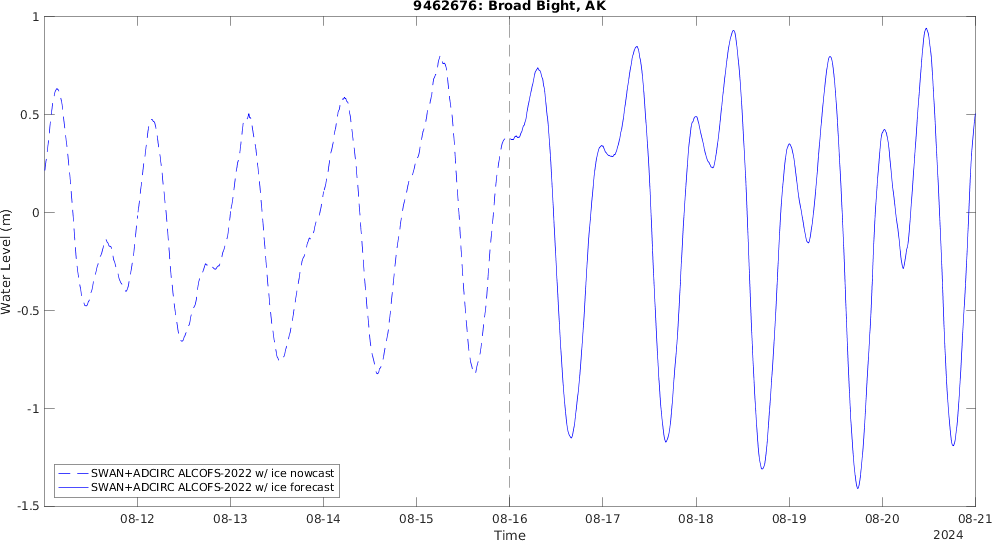 9462676: Broad Bight, AK
1
0.5
0
-0.5
-1
-1.5
Water Level (m)
SWAN+ADCIRC ALCOFS-2022 w/ ice nowcast
SWAN+ADCIRC ALCOFS-2022 w/ ice forecast
08-12 08-13 08-14 08-15 08-16 08-17 08-18 08-19 08-20 08-21
Time
2024